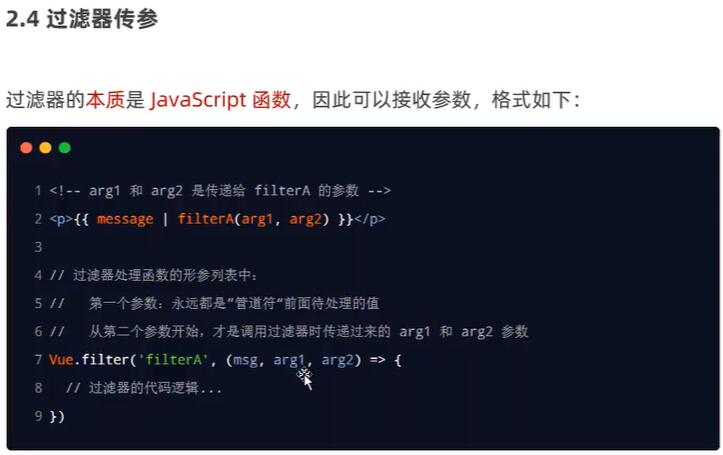 2.4 过滤器传参
过滤器的本质是 JavaScript 函数，因此可以接收参数，格式如下：
1 <!-- arg1 和 arg2 是传递给 filterA 的参数 -->
2 <p>{{ message | filterA(arg1, arg2) }}</p>
3
4 // 过滤器处理函数的形参列表中：
5 //   第一个参数：永远都是”管道符“前面待处理的值
6 //   从第二个参数开始，才是调用过滤器时传递过来的 arg1 和 arg2 参数
7 Vue.filter('filterA', (msg, arg1, arg2) => {
8   // 过滤器的代码逻辑...
9 })